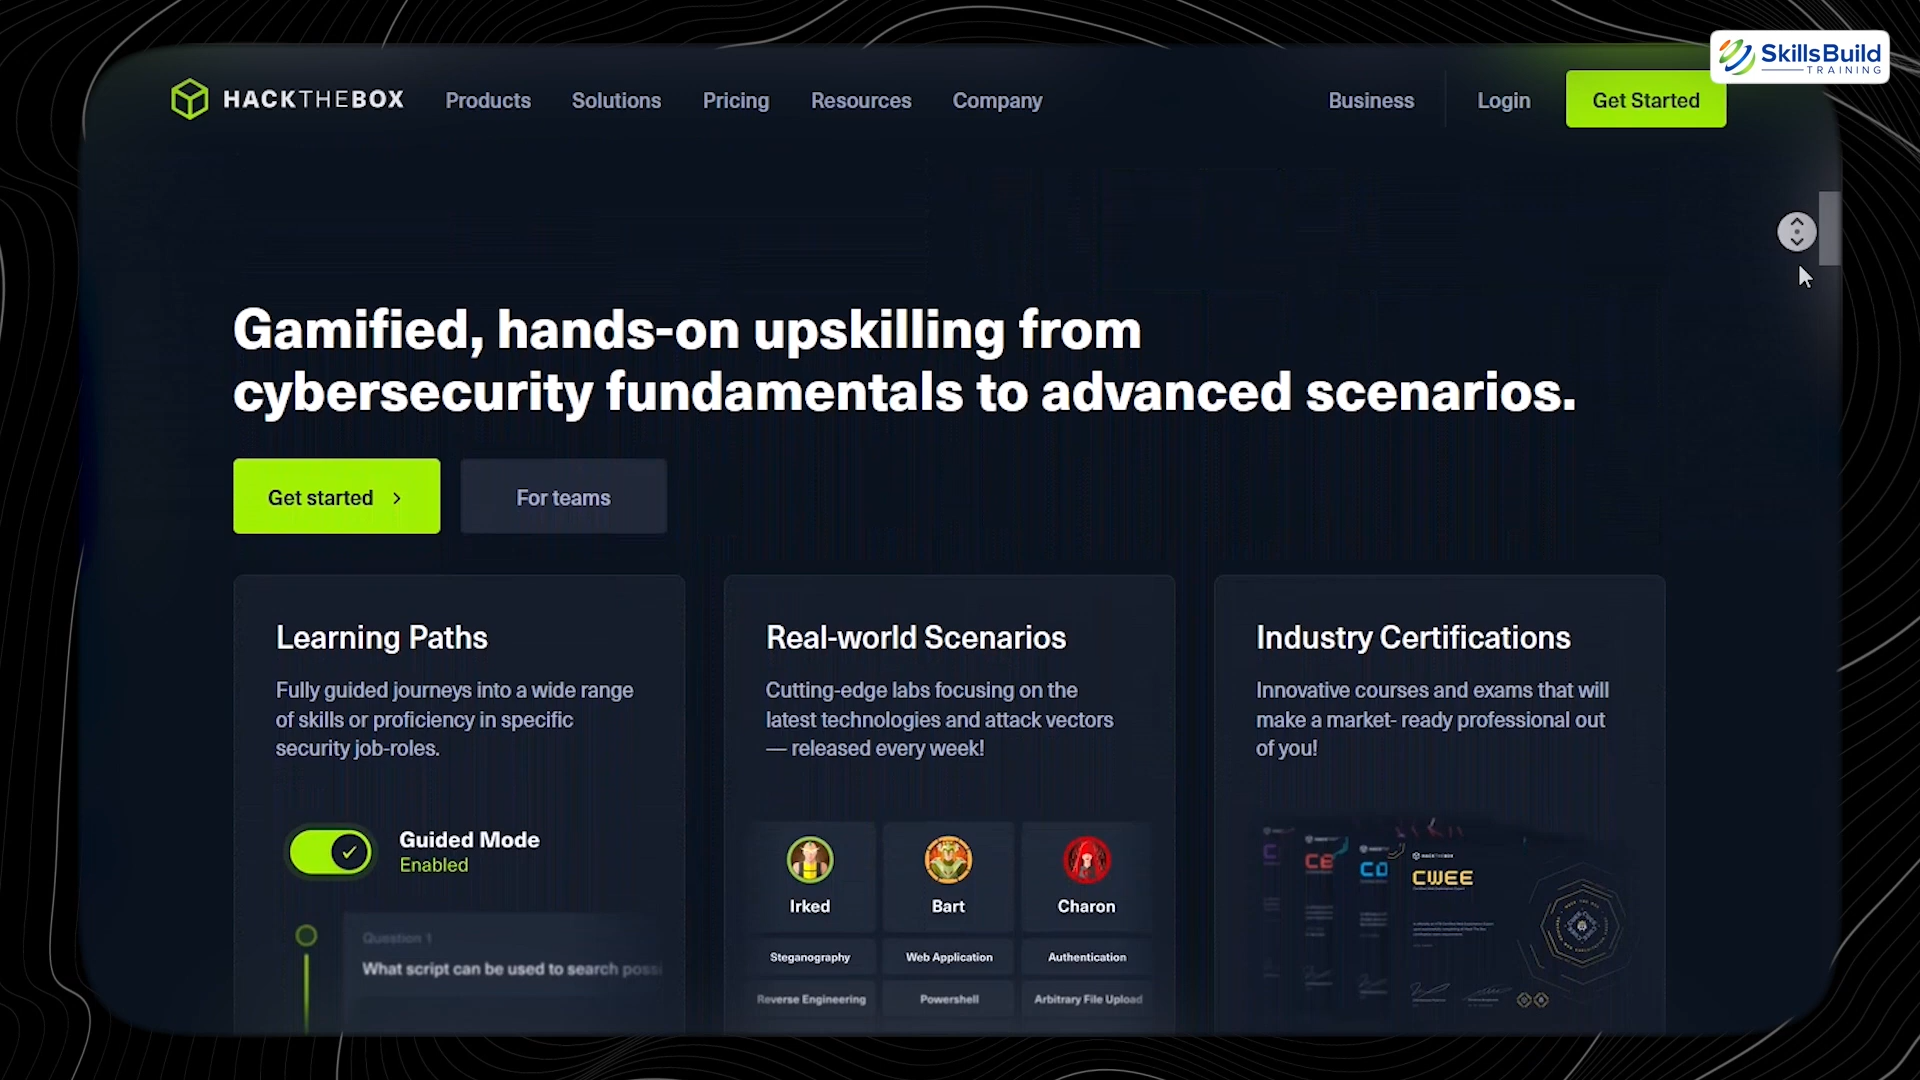 SkillsBuild
TRAINING
HACKTHEBOX
Products
Solutions
Pricing
Resources
Company
Business
Login
Get Started
Gamified, hands-on upskilling from
cybersecurity fundamentals to advanced scenarios.
Get started
For teams
Learning Paths
Fully guided journeys into a wide range
of skills or proficiency in specific
security job-roles.
Guided Mode
Enabled
Question 1
What script can be used to search possi
Real-world Scenarios
Cutting-edge labs focusing on the
latest technologies and attack vectors
— released every week!
Irked
Bart
Charon
Steganography
Web Application
Authentication
Reverse Engineering
Powershell
Arbitrary File Upload
Industry Certifications
Innovative courses and exams that will
make a market- ready professional out
of you!
HACKTHEBOX
CWEE